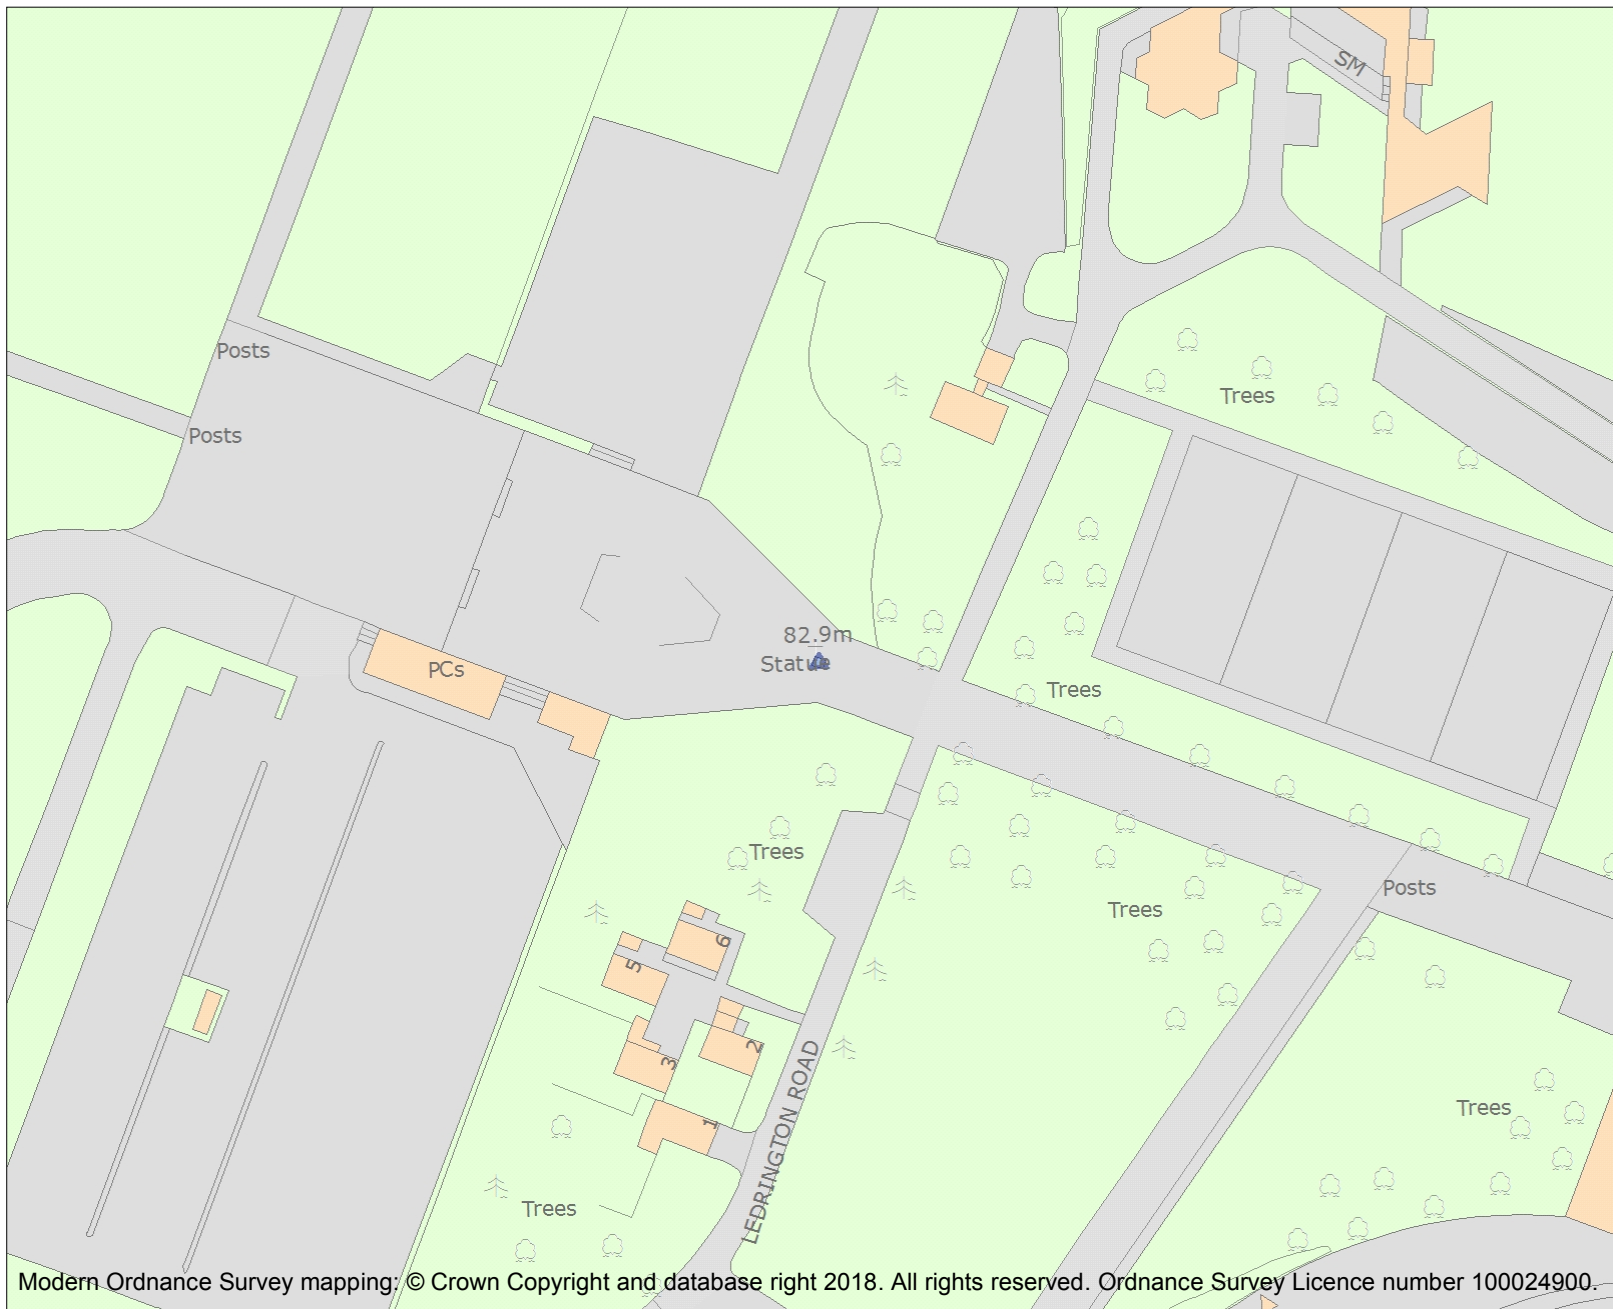 SM
Posts
Trees
Posts
82.9m
Statue
PCs
Trees
Trees
Posts
Trees
6
5
2
3
Trees
1
LEDRINGTON ROAD
Trees
Modern Ordnance Survey mapping: © Crown Copyright and database right 2018. All rights reserved. Ordnance Survey Licence number 100024900.